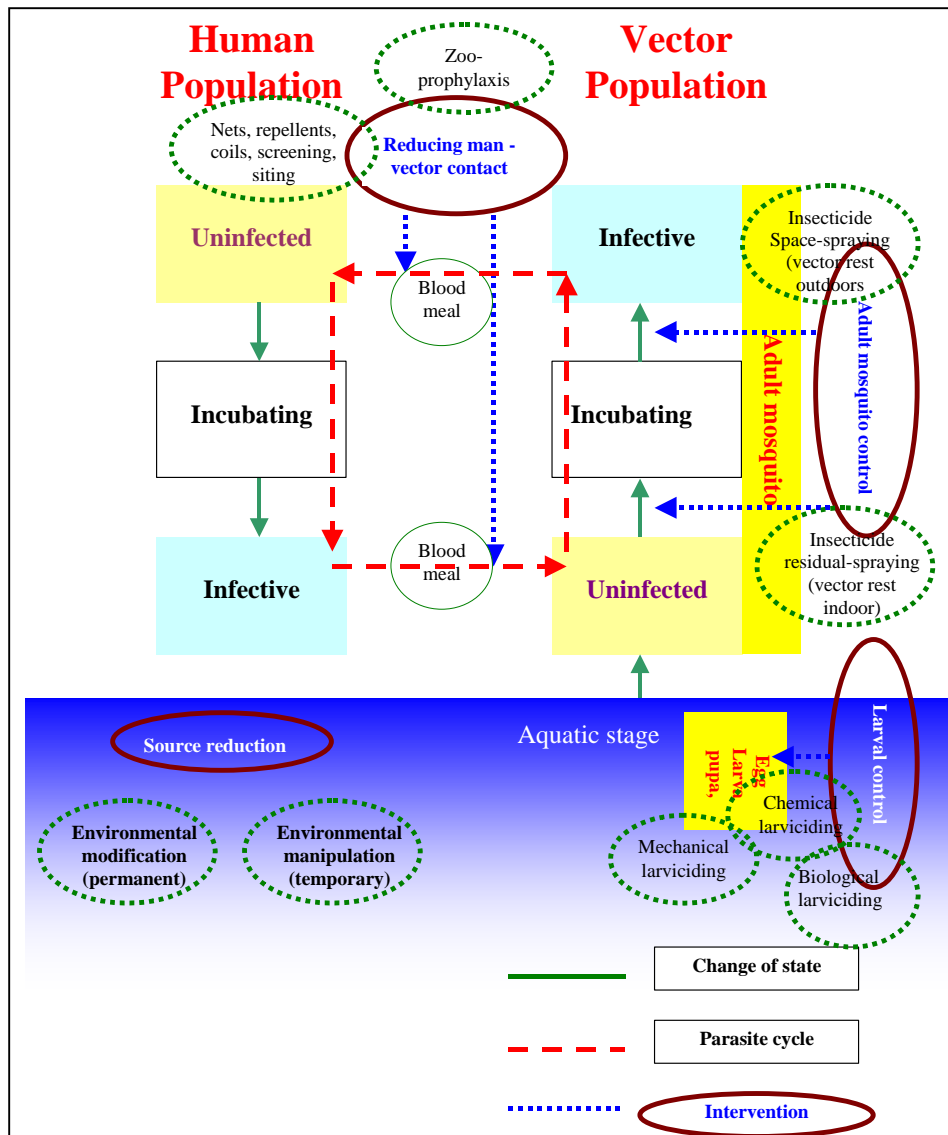 Human
Population
Zoo-
prophylaxis
Vector
Population
Nets, repellents,
coils, screening,
siting
Reducing man -
vector contact
Uninfected
Infective
Insecticide
Space-spraying
(vector rest
outdoors
Blood
meal
Incubating
Incubating
Adult mosquito
Adult mosquito control
Infective
Blood
meal
Uninfected
Insecticide
residual-spraying
(vector rest
indoor)
Source reduction
Aquatic stage
Egg
Larva
pupa,
Larval control
Environmental
modification
(permanent)
Environmental
manipulation
(temporary)
Chemical
larviciding
Mechanical
larviciding
Biological
larviciding
Change of state
Parasite cycle
Intervention